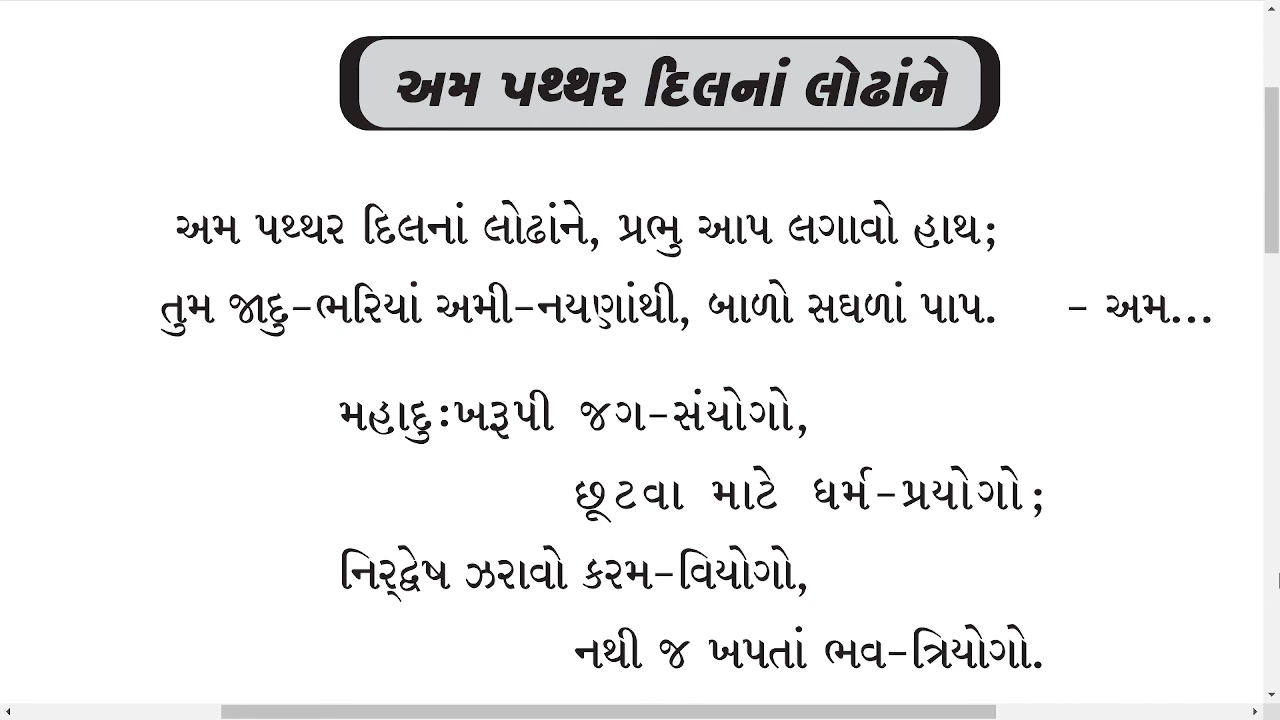 અમ પથ્થર દિલનાં લોઢાંને
અમ પથ્થર દિલનાં લોઢાંને, પ્રભુ આપ લગાવો હાથ;
તુમ જાદુ-ભરિયાં અમી-નયણાંથી, બાળો સઘળાં પાપ. - અમ...
મહાદુઃખરૂપી જગ-સંયોગો,
છૂટવા માટે ધર્મ-પ્રયોગો;
નિર્‌દ્વેષ ઝરાવો કરમ-વિયોગો,
નથી જ ખપતાં ભવ-ત્રિયોગો.